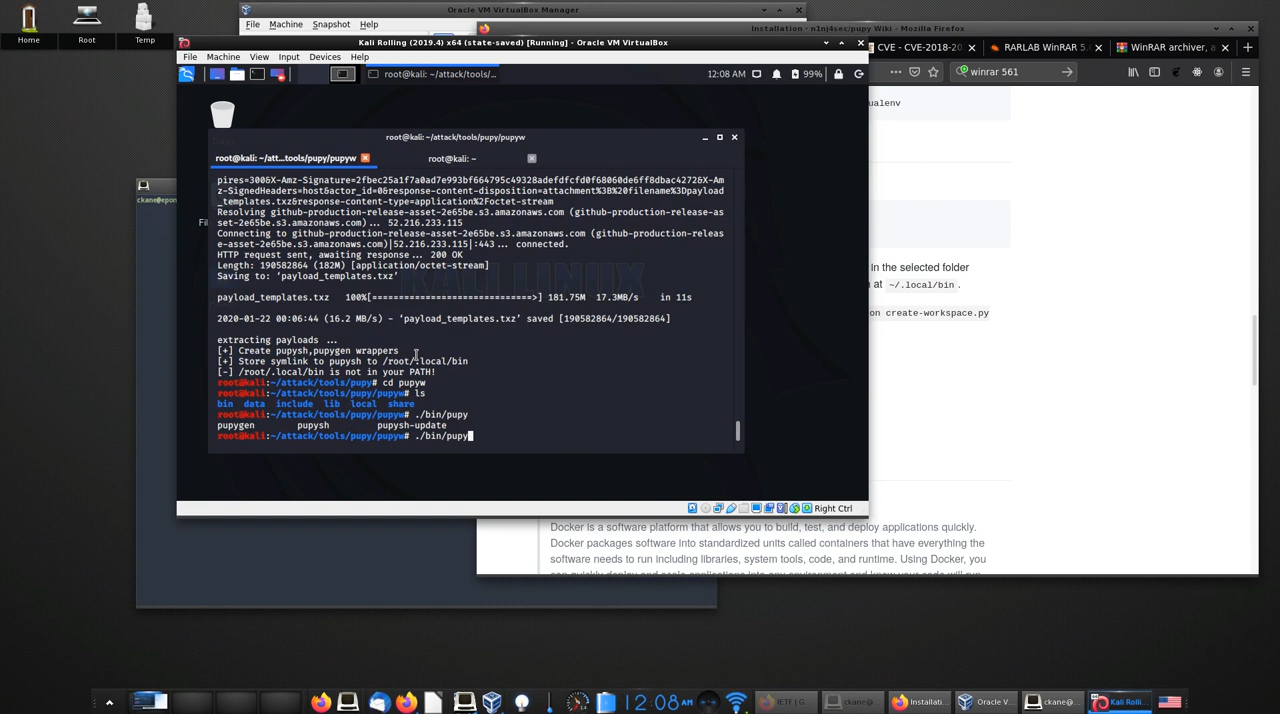 Oracle VM VirtualBox Manager
File Machine Snapshot Help
Home
Root
Temp
Installation · n1nj4sec/pupy Wiki - Mozilla Firefox
CVE - CVE-2018-20
RARLAB WinRAR 5.
WinRAR archiver, a
winrar 561
Kali Rolling (2019.4) x64 (state-saved) [Running] - Oracle VM VirtualBox
File Machine View Input Devices Help
root@kali: ~/attack/tools/...
12:08 AM
99%
root@kali: ~/attack/tools/pupy/pupyw
root@kali: ~/att...tools/pupy/pupyw
root@kali: ~
pires=300&X-Amz-Signature=2fbec25a1f7a0ad7e993bf664795c49328adefdfcfd0f68060de6ff8dbac42726&X-Am
z-SignedHeaders=host&actor_id=0&response-content-disposition=attachment%3B%20filename%3Dpayload
_templates.txz&response-content-type=application%2Foctet-stream
Resolving github-production-release-asset-2e65be.s3.amazonaws.com (github-production-release-as
set-2e65be.s3.amazonaws.com)... 52.216.233.115
Connecting to github-production-release-asset-2e65be.s3.amazonaws.com (github-production-releas
e-asset-2e65be.s3.amazonaws.com)|52.216.233.115|:443... connected.
HTTP request sent, awaiting response... 200 OK
Length: 190582864 (182M) [application/octet-stream]
Saving to: ‘payload_templates.txz’
payload_templates.txz 100%[==============================>] 181.75M 17.3MB/s in 11s
2020-01-22 00:06:44 (16.2 MB/s) - ‘payload_templates.txz’ saved [190582864/190582864]
extracting payloads ...
[+] Create pupysh,pupygen wrappers
[+] Store symlink to pupysh to /root/.local/bin
[-] /root/.local/bin is not in your PATH!
root@kali:~/attack/tools/pupy# cd pupyw
root@kali:~/attack/tools/pupy/pupyw# ls
bin data include lib local share
root@kali:~/attack/tools/pupy/pupyw# ./bin/pupy
pupygen pupysh pupysh-update
root@kali:~/attack/tools/pupy/pupyw# ./bin/pupy
KALI LINUX
Fil
ckane@epon
Right Ctrl
ualenv
in the selected folder
n at ~/.local/bin.
on create-workspace.py
Docker is a software platform that allows you to build, test, and deploy applications quickly.
Docker packages software into standardized units called containers that have everything the
software needs to run including libraries, system tools, code, and runtime. Using Docker, you
12:08 AM
IETF | G
ckane@
Installati...
Oracle V...
ckane@...
Kali Rolli...